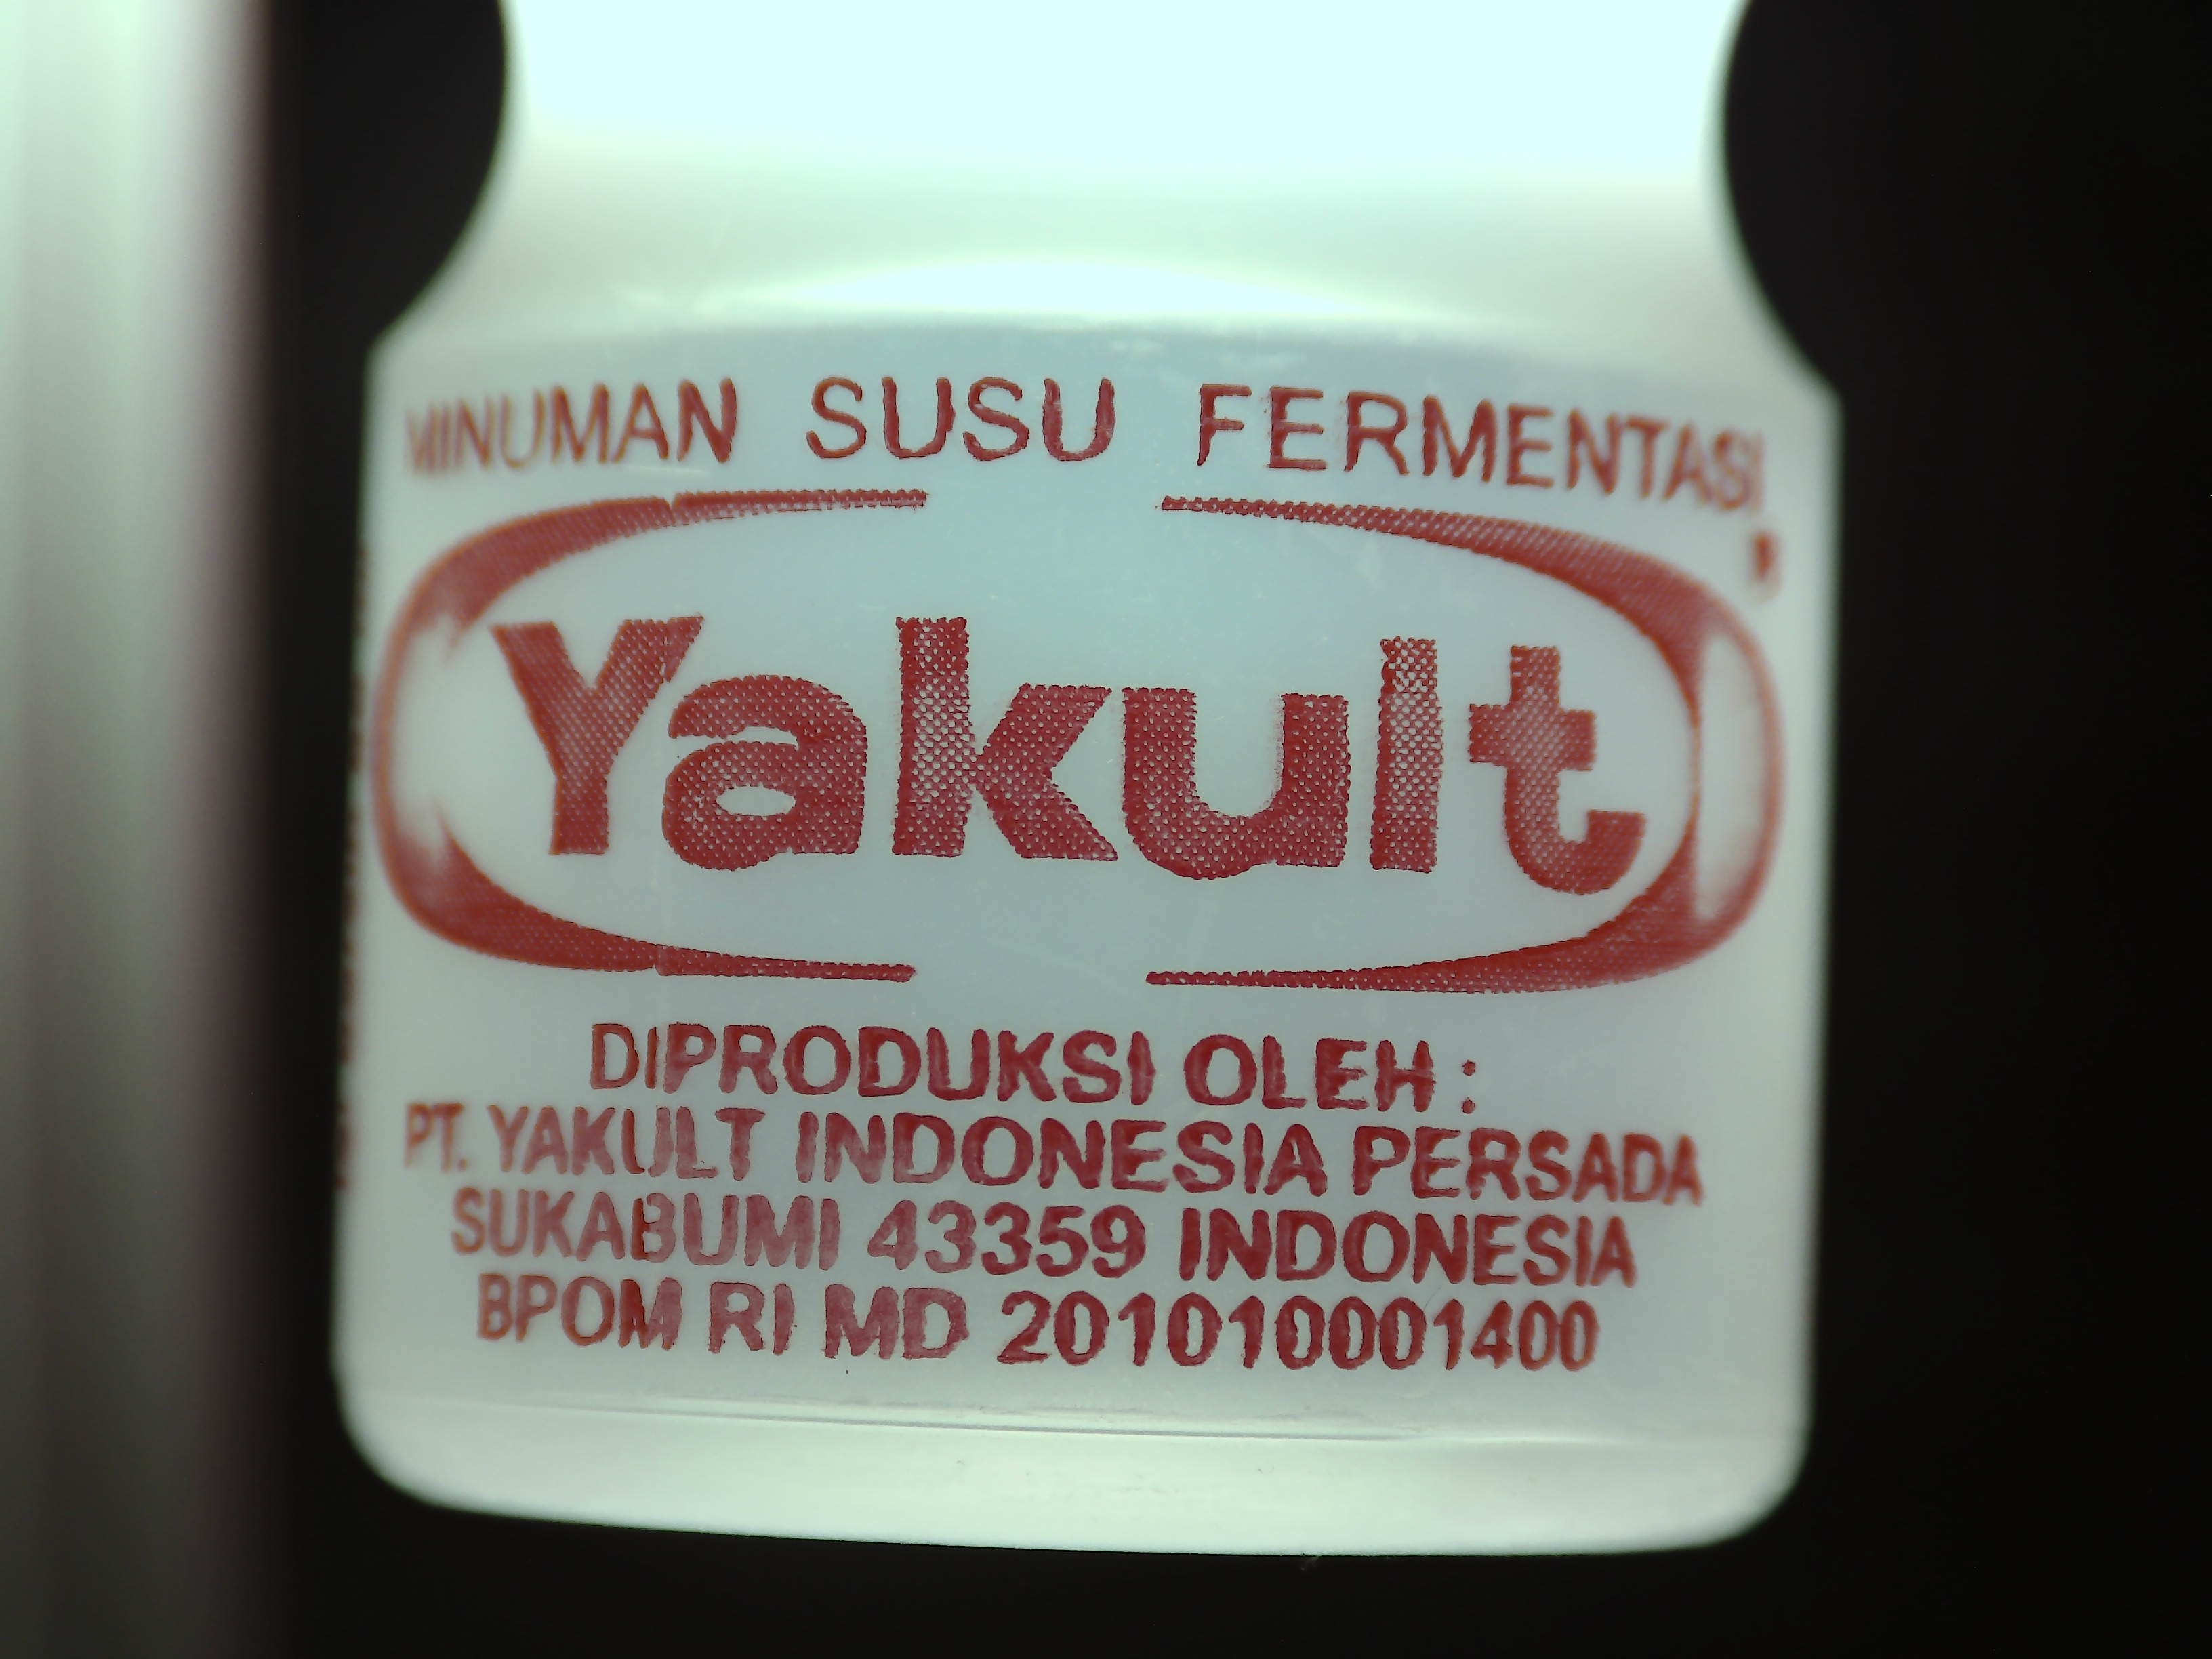 MINUMAN SUSU FERMENTASI
Yakult
DIPRODUKSI OLEH :
PT. YAKULT INDONESIA PERSADA
SUKABUMI 43359 INDONESIA
BPOM RI MD 201010001400